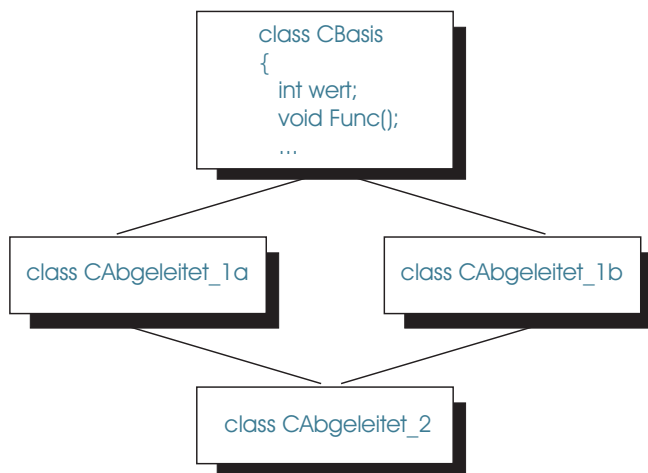 class CBasis
{
int wert;
void Func();
...
class CAbgeleitet_1a
class CAbgeleitet_1b
class CAbgeleitet_2